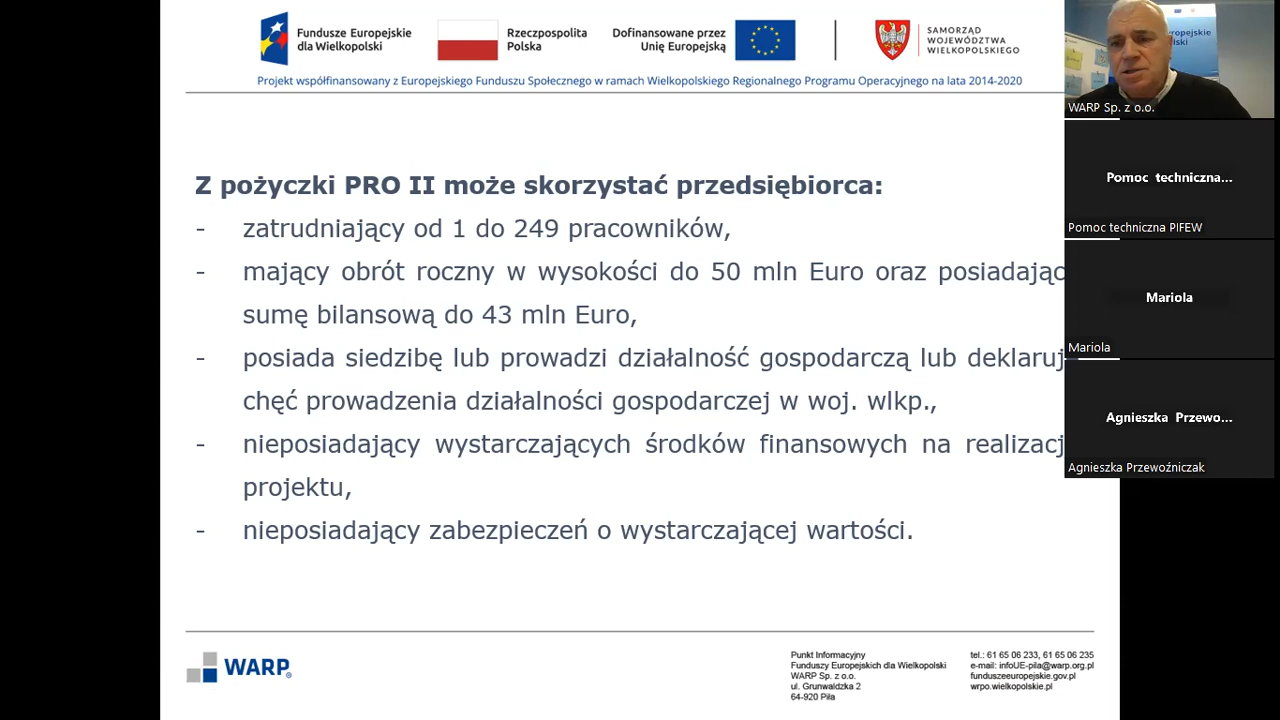 Fundusze Europejskie
dla Wielkopolski
Rzeczpospolita
Polska
Dofinansowane przez
Unię Europejską
SAMORZĄD
WOJEWÓDZTWA
WIELKOPOLSKIEGO
Projekt współfinansowany z Europejskiego Funduszu Społecznego w ramach Wielkopolskiego Regionalnego Programu Operacyjnego na lata 2014-2020
Z pożyczki PRO II może skorzystać przedsiębiorca:
- zatrudniający od 1 do 249 pracowników,
- mający obrót roczny w wysokości do 50 mln Euro oraz posiadając
sumę bilansową do 43 mln Euro,
- posiada siedzibę lub prowadzi działalność gospodarczą lub deklaruj
chęć prowadzenia działalności gospodarczej w woj. wlkp.,
- nieposiadający wystarczających środków finansowych na realizacj
projektu,
- nieposiadający zabezpieczeń o wystarczającej wartości.
WARP
Punkt Informacyjny
Funduszy Europejskich dla Wielkopolski
WARP Sp. z o.o.
ul. Grunwaldzka 2
64-920 Piła
tel.: 61 65 06 233, 61 65 06 235
e-mail: infoUE-pila@warp.org.pl
funduszeeuropejskie.gov.pl
wrpo.wielkopolskie.pl
WARP Sp. z o.o.
Pomoc techniczna...
Pomoc techniczna PIFEW
Mariola
Mariola
Agnieszka Przewo...
Agnieszka Przewoźniczak